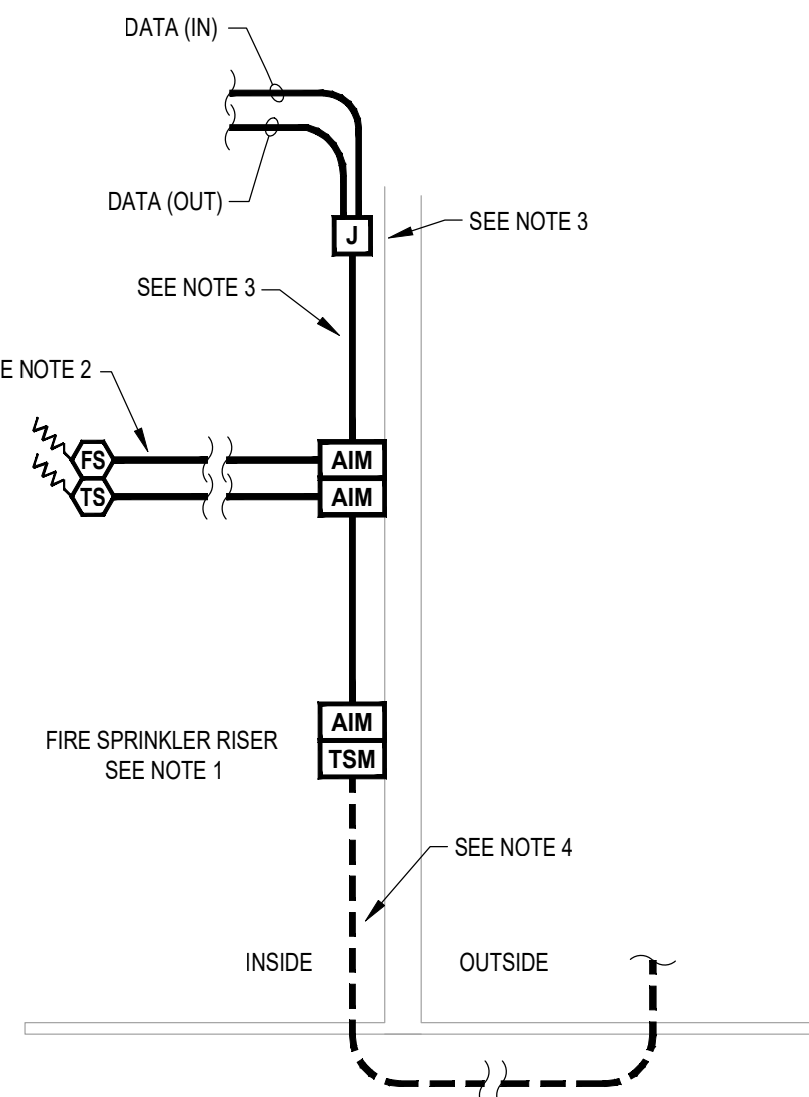 DATA (IN)
DATA (OUT)
J
SEE NOTE 3
SEE NOTE 3
E NOTE 2
FS
AIM
TS
AIM
AIM
FIRE SPRINKLER RISER
SEE NOTE 1
TSM
SEE NOTE 4
INSIDE
OUTSIDE